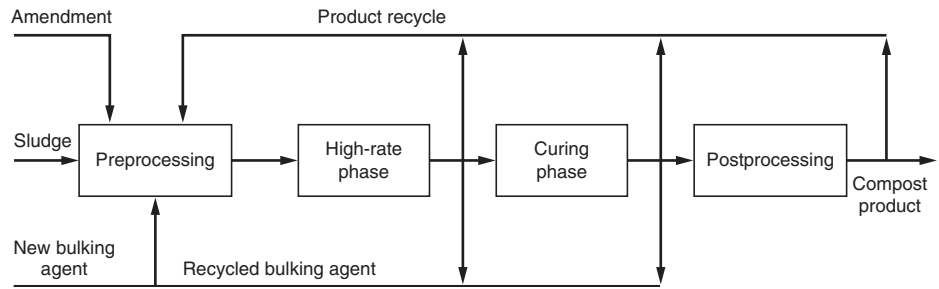 Amendment
Product recycle
Sludge
Preprocessing
High-rate
phase
Curing
phase
Postprocessing
Compost
product
New bulking
agent
Recycled bulking agent